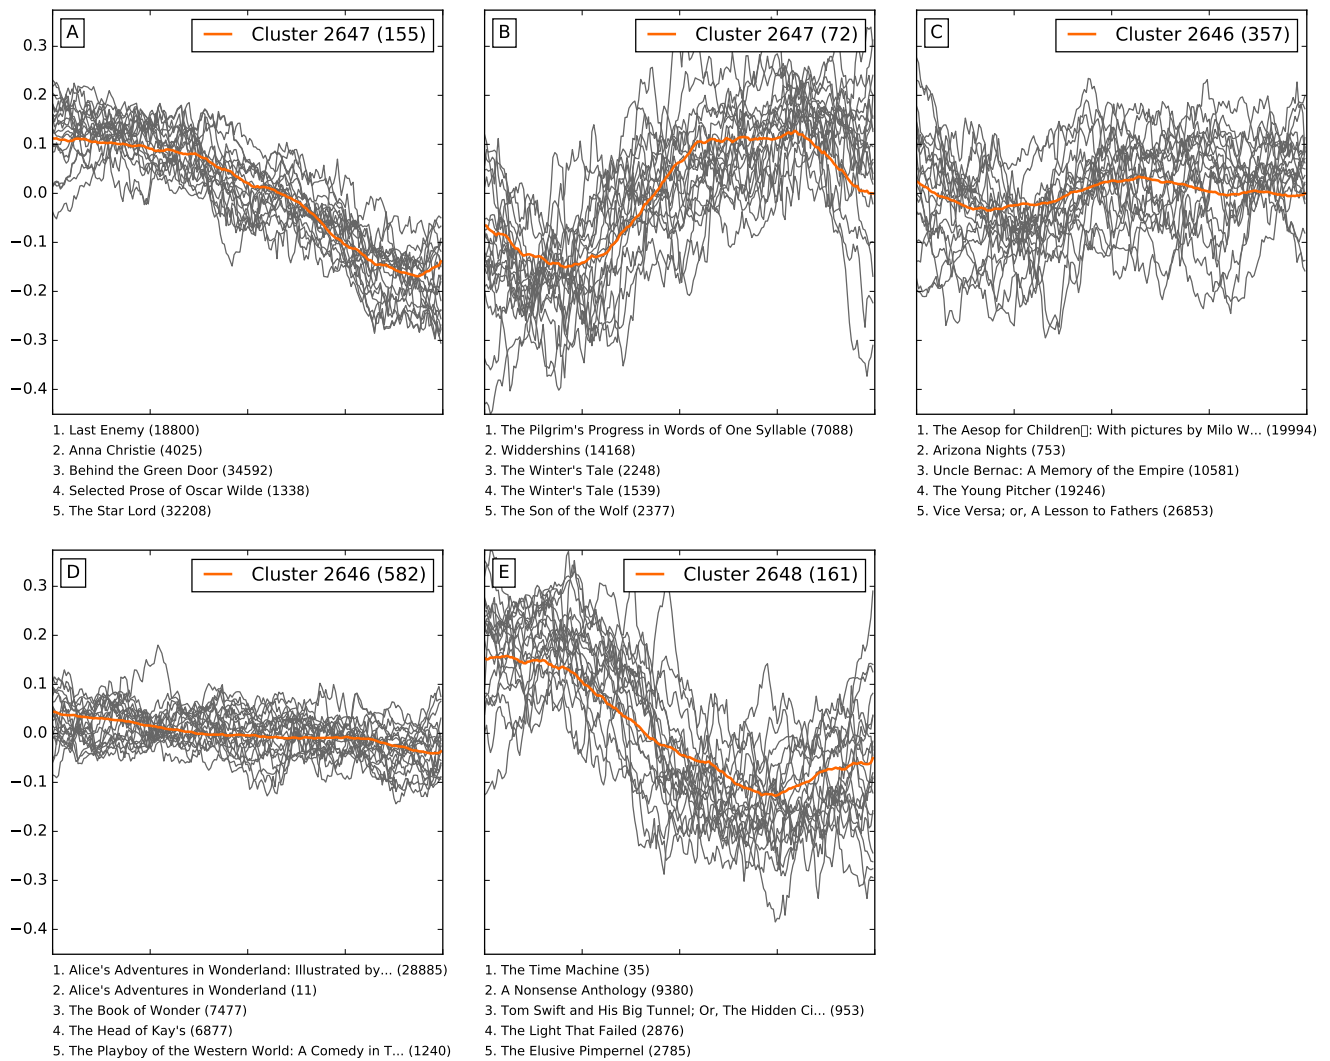 A
Cluster 2647 (155)
B
Cluster 2647 (72)
C
Cluster 2646 (357)
0.3
0.2
0.1
0.0
−0.1
−0.2
−0.3
−0.4
1. Last Enemy (18800)
2. Anna Christie (4025)
3. Behind the Green Door (34592)
4. Selected Prose of Oscar Wilde (1338)
5. The Star Lord (32208)
1. The Pilgrim's Progress in Words of One Syllable (7088)
2. Widdershins (14168)
3. The Winter's Tale (2248)
4. The Winter's Tale (1539)
5. The Son of the Wolf (2377)
1. The Aesop for Children▯: With pictures by Milo W... (19994)
2. Arizona Nights (753)
3. Uncle Bernac: A Memory of the Empire (10581)
4. The Young Pitcher (19246)
5. Vice Versa; or, A Lesson to Fathers (26853)
D
Cluster 2646 (582)
E
Cluster 2648 (161)
0.3
0.2
0.1
0.0
−0.1
−0.2
−0.3
−0.4
1. Alice's Adventures in Wonderland: Illustrated by... (28885)
2. Alice's Adventures in Wonderland (11)
3. The Book of Wonder (7477)
4. The Head of Kay's (6877)
5. The Playboy of the Western World: A Comedy in T... (1240)
1. The Time Machine (35)
2. A Nonsense Anthology (9380)
3. Tom Swift and His Big Tunnel; Or, The Hidden Ci... (953)
4. The Light That Failed (2876)
5. The Elusive Pimpernel (2785)